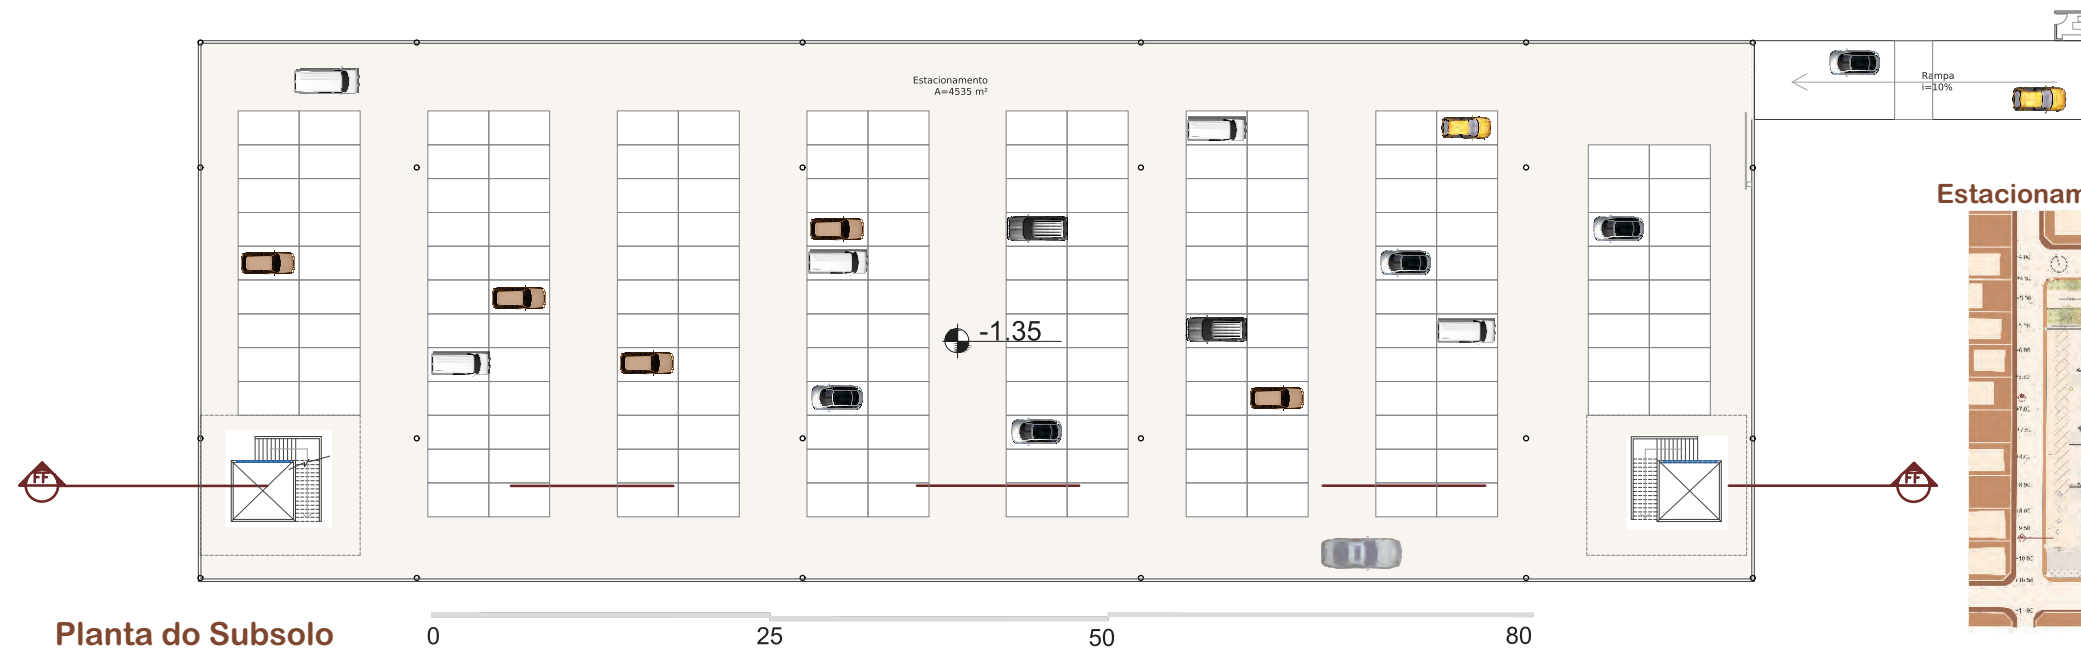 Estacionamento
A=4535 m²
Rampa
i=10%
Estacionam
-1.35
FF
FF
Planta do Subsolo
0
25
50
80